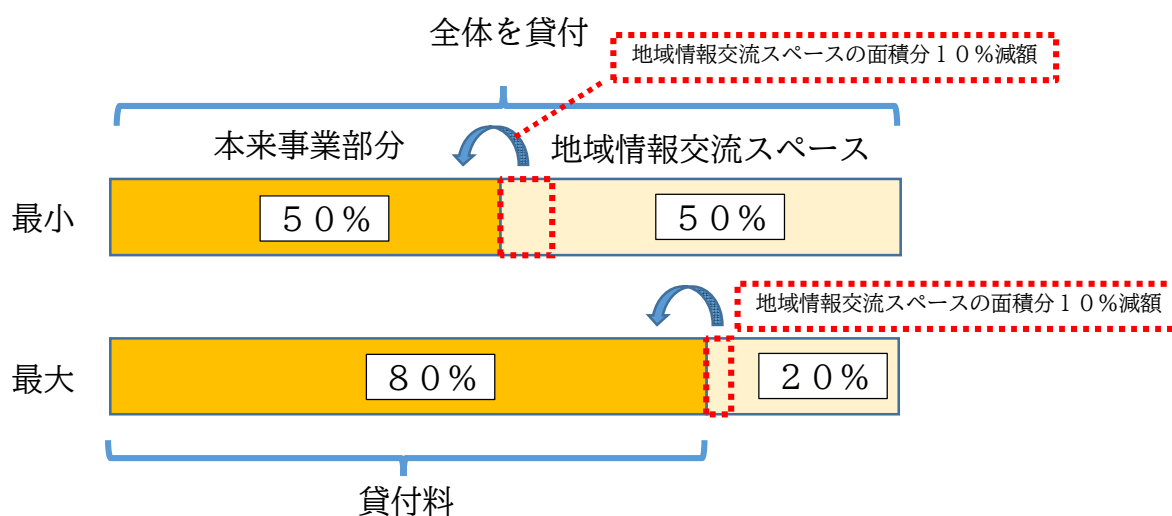 全体を貸付
地域情報交流スペースの面積分１０％減額
本来事業部分
地域情報交流スペース
最小
５０％
５０％
地域情報交流スペースの面積分１０％減額
最大
８０％
２０％
貸付料